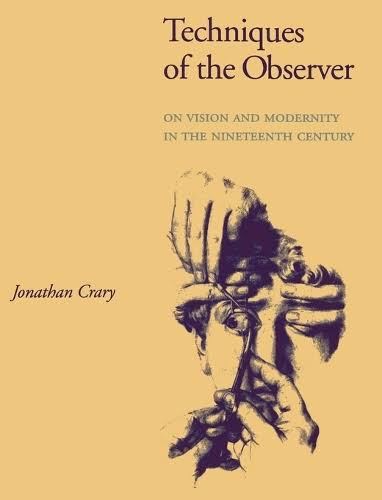 Techniques
of the Observer
ON VISION AND MODERNITY
IN THE NINETEENTH CENTURY
Jonathan Crary